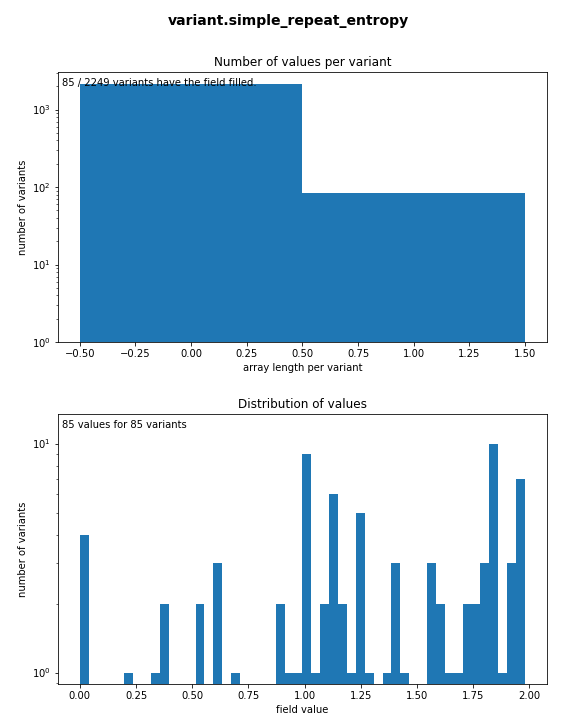 variant.simple_repeat_entropy
Number of values per variant
85 / 2249 variants have the field filled.
number of variants
10³
10²
10¹
10⁰
−0.50 −0.25 0.00 0.25 0.50 0.75 1.00 1.25 1.50
array length per variant
Distribution of values
85 values for 85 variants
number of variants
10¹
10⁰
0.00 0.25 0.50 0.75 1.00 1.25 1.50 1.75 2.00
field value